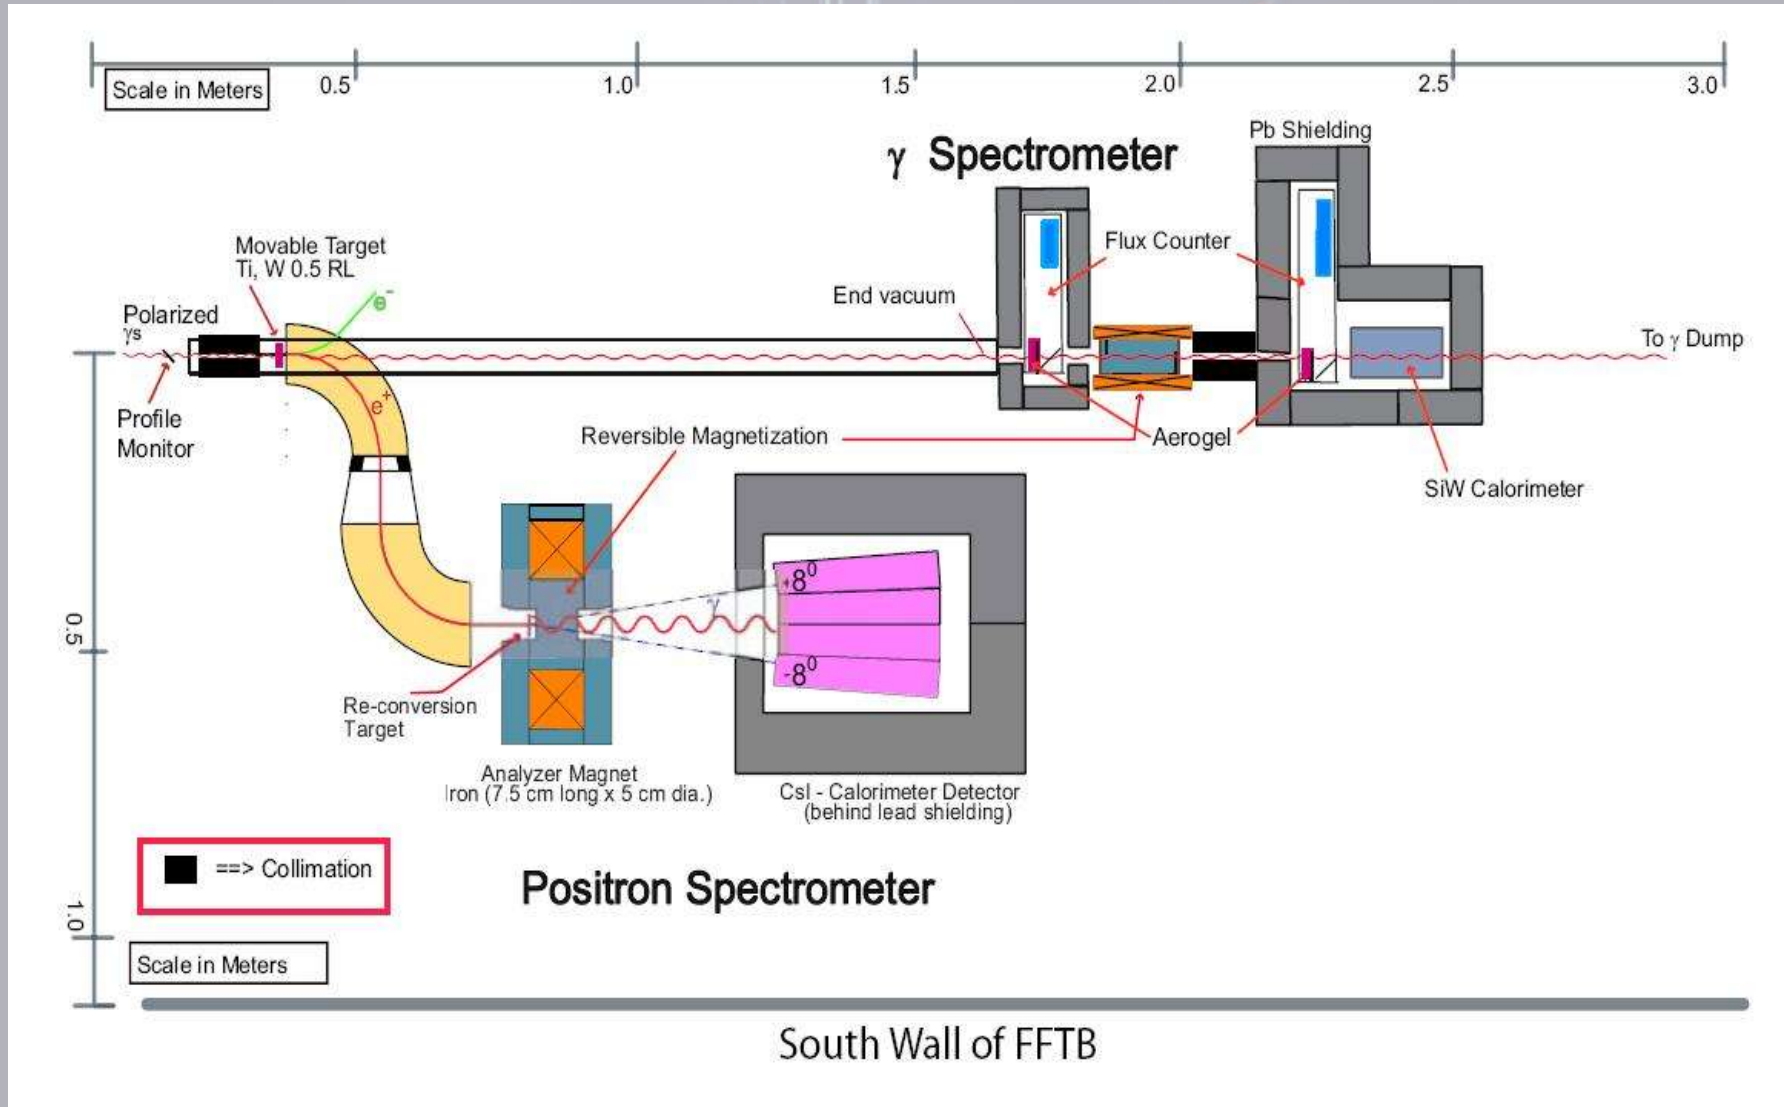 Scale in Meters
0.5
1.0
1.5
2.0
2.5
3.0
Pb Shielding
γ Spectrometer
Movable Target
Ti, W 0.5 RL
e-
Flux Counter
End vacuum
Polarized
γs
To γ Dump
e+
Profile
Monitor
Reversible Magnetization
Aerogel
SiW Calorimeter
+8⁰
γ
0.5
-8⁰
Re-conversion
Target
Analyzer Magnet
Iron (7.5 cm long x 5 cm dia.)
CsI - Calorimeter Detector
(behind lead shielding)
==> Collimation
Positron Spectrometer
1.0
Scale in Meters
South Wall of FFTB